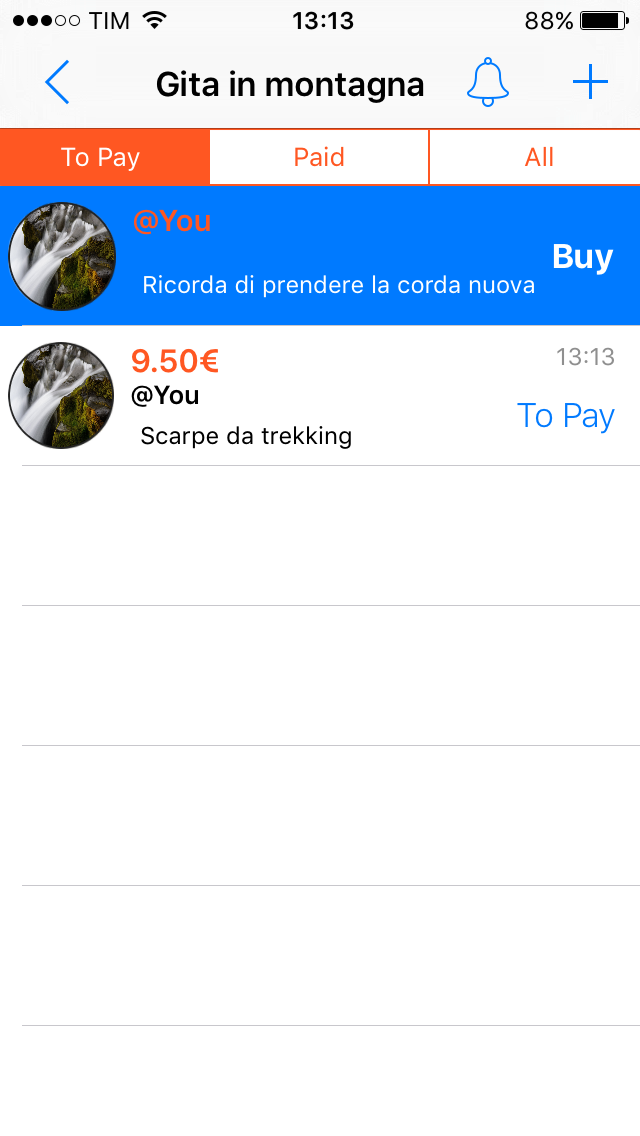 TIM 13:13 88%
Gita in montagna
To Pay Paid All
@You
Buy
Ricorda di prendere la corda nuova
9.50€ 13:13
@You
To Pay
Scarpe da trekking